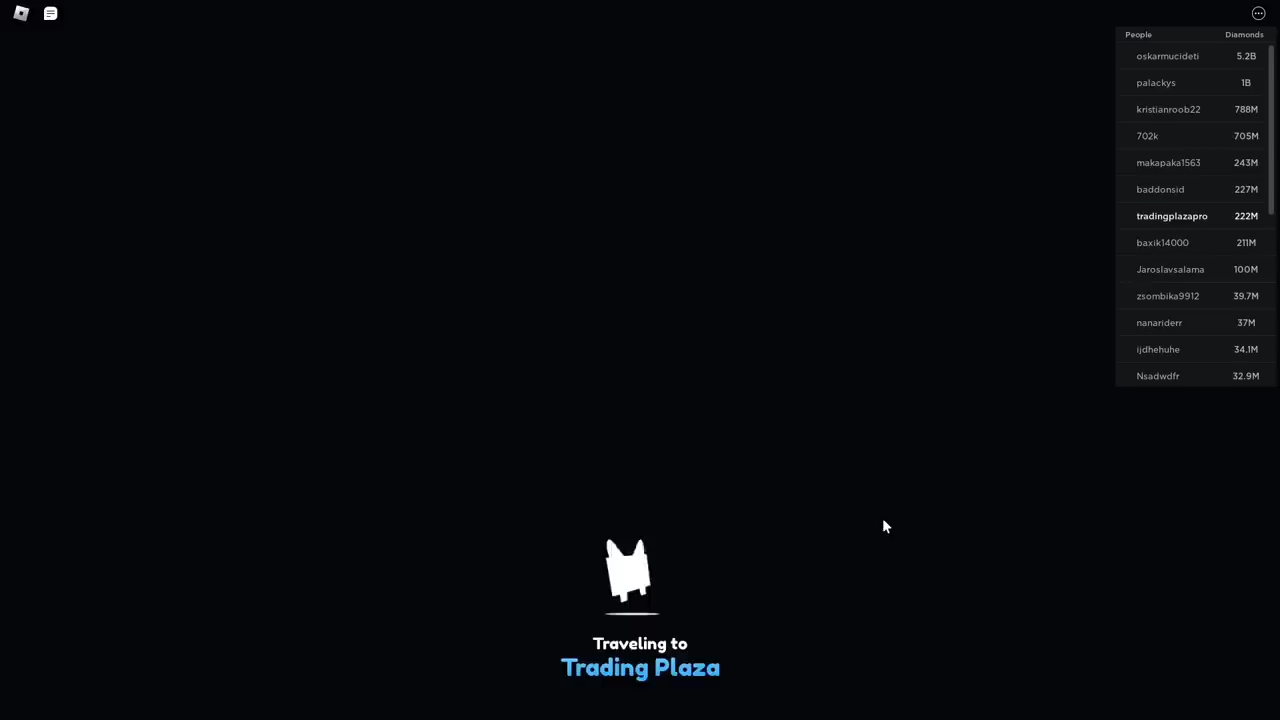 People Diamonds
oskarmucideti 5.2B
palackys 1B
kristianroob22 788M
702k 705M
makapaka1563 243M
baddonsid 227M
tradingplazapro 222M
baxik14000 211M
Jaroslavsalama 100M
zsombika9912 39.7M
nanariderr 37M
ijdhehuhe 34.1M
Nsadwdfr 32.9M
Traveling to
Trading Plaza